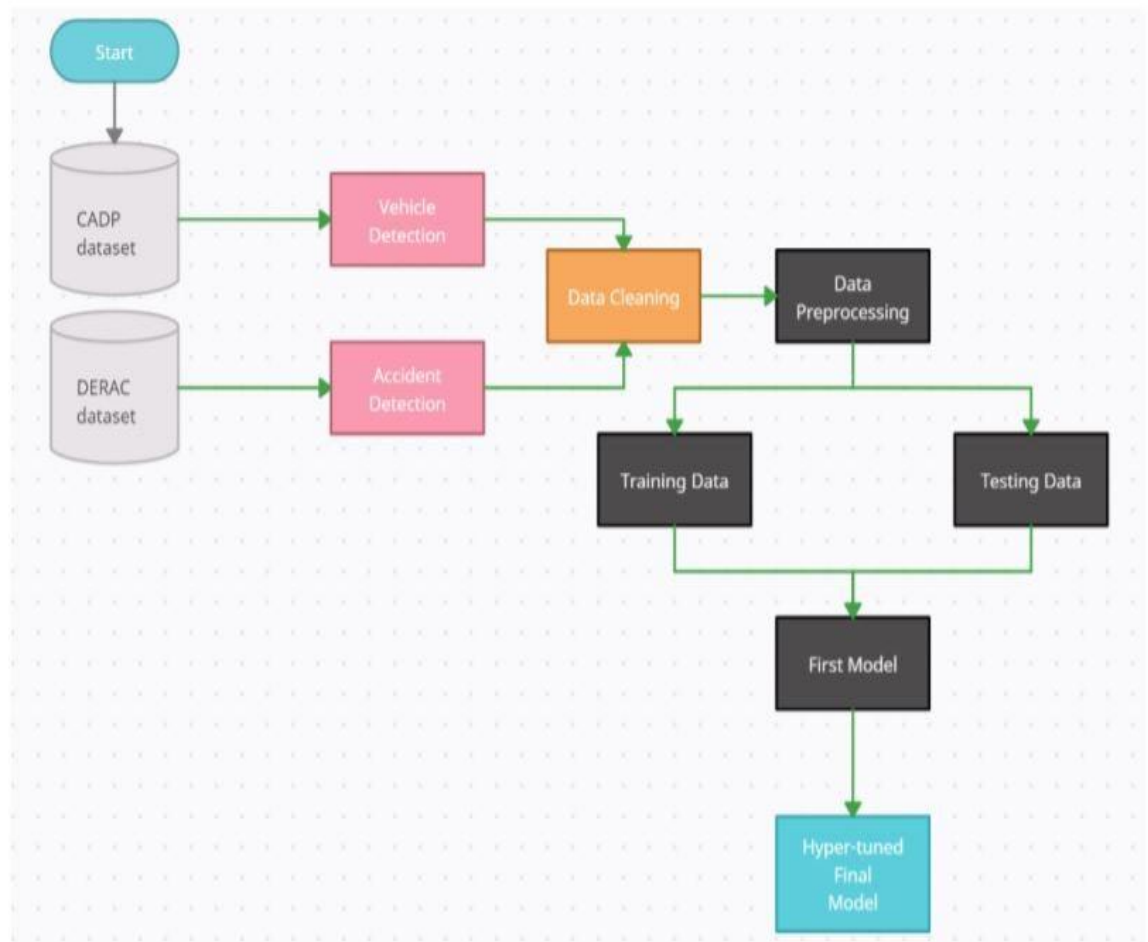 Start
CADP
dataset
Vehicle
Detection
Data Cleaning
Data
Preprocessing
DERAC
dataset
Accident
Detection
Training Data
Testing Data
First Model
Hyper-tuned
Final
Model